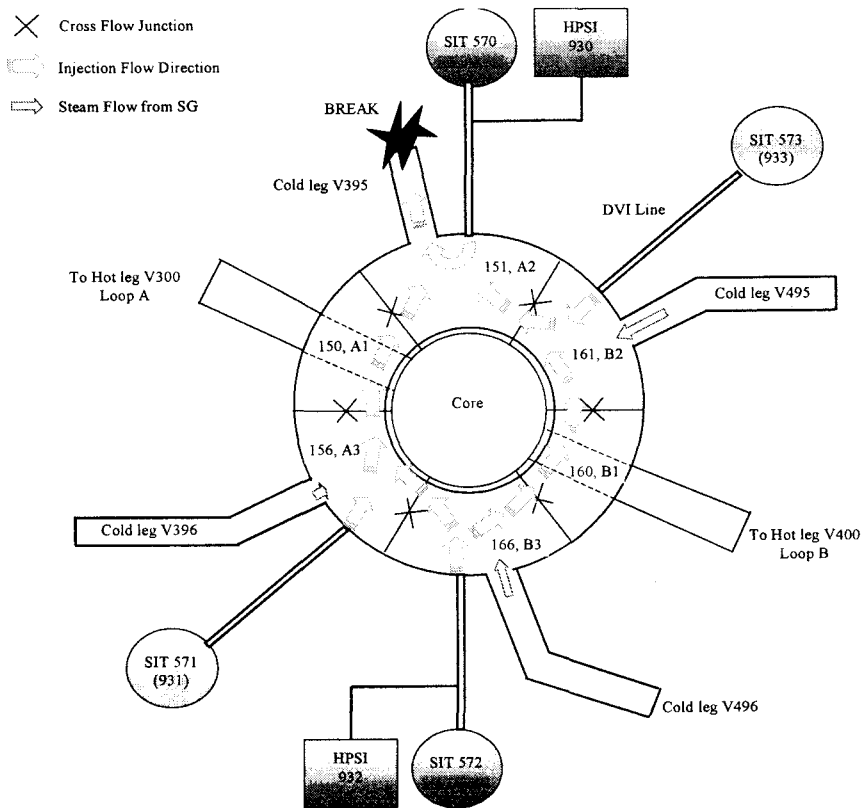 Cross Flow Junction
Injection Flow Direction
Steam Flow from SG
SIT 570
HPSI
930
BREAK
SIT 573
(933)
Cold leg V395
DVI Line
To Hot leg V300
Loop A
151, A2
Cold leg V495
150, A1
161, B2
Core
156, A3
160, B1
Cold leg V396
166, B3
To Hot leg V400
Loop B
SIT 571
(931)
Cold leg V496
HPSI
932
SIT 572